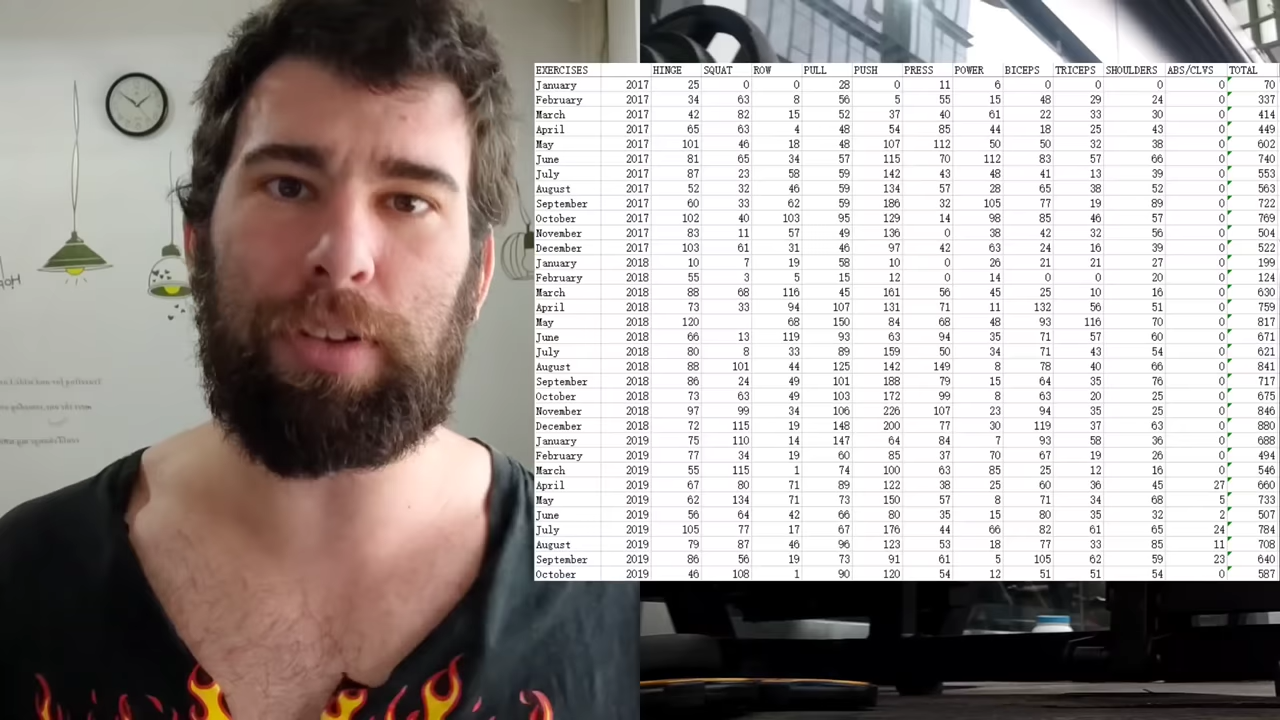 EXERCISES HINGE SQUAT ROW PULL PUSH PRESS POWER BICEPS TRICEPS SHOULDERS ABS/CLVS TOTAL
January 2017 25 0 0 28 0 11 6 0 0 0 0 70
February 2017 34 63 8 56 5 55 15 48 29 24 0 337
March 2017 42 82 15 52 37 40 61 22 33 30 0 414
April 2017 65 63 4 48 54 85 44 18 25 43 0 449
May 2017 101 46 18 48 107 112 50 50 32 38 0 602
June 2017 81 65 34 57 115 70 112 83 57 66 0 740
July 2017 87 23 58 59 142 43 48 41 13 39 0 553
August 2017 52 32 46 59 134 57 28 65 38 52 0 563
September 2017 60 33 62 59 186 32 105 77 19 89 0 722
October 2017 102 40 103 95 129 14 98 85 46 57 0 769
November 2017 83 11 57 49 136 0 38 42 32 56 0 504
December 2017 103 61 31 46 97 42 63 24 16 39 0 522
January 2018 10 7 19 58 10 0 26 21 21 27 0 199
February 2018 55 3 5 15 12 0 14 0 0 20 0 124
March 2018 88 68 116 45 161 56 45 25 10 16 0 630
April 2018 73 33 94 107 131 71 11 132 56 51 0 759
May 2018 120 68 150 84 68 48 93 116 70 0 817
June 2018 66 13 119 93 63 94 35 71 57 60 0 671
July 2018 80 8 33 89 159 50 34 71 43 54 0 621
August 2018 88 101 44 125 142 149 8 78 40 66 0 841
September 2018 86 24 49 101 188 79 15 64 35 76 0 717
October 2018 73 63 49 103 172 99 8 63 20 25 0 675
November 2018 97 99 34 106 226 107 23 94 35 25 0 846
December 2018 72 115 19 148 200 77 30 119 37 63 0 880
January 2019 75 110 14 147 64 84 7 93 58 36 0 688
February 2019 77 34 19 60 85 37 70 67 19 26 0 494
March 2019 55 115 1 74 100 63 85 25 12 16 0 546
April 2019 67 80 71 89 122 38 25 60 36 45 27 660
May 2019 62 134 71 73 150 57 8 71 34 68 5 733
June 2019 56 64 42 66 80 35 15 80 35 32 2 507
July 2019 105 77 17 67 176 44 66 82 61 65 24 784
August 2019 79 87 46 96 123 53 18 77 33 85 11 708
September 2019 86 56 19 73 91 61 5 105 62 59 23 640
October 2019 46 108 1 90 120 54 12 51 51 54 0 587